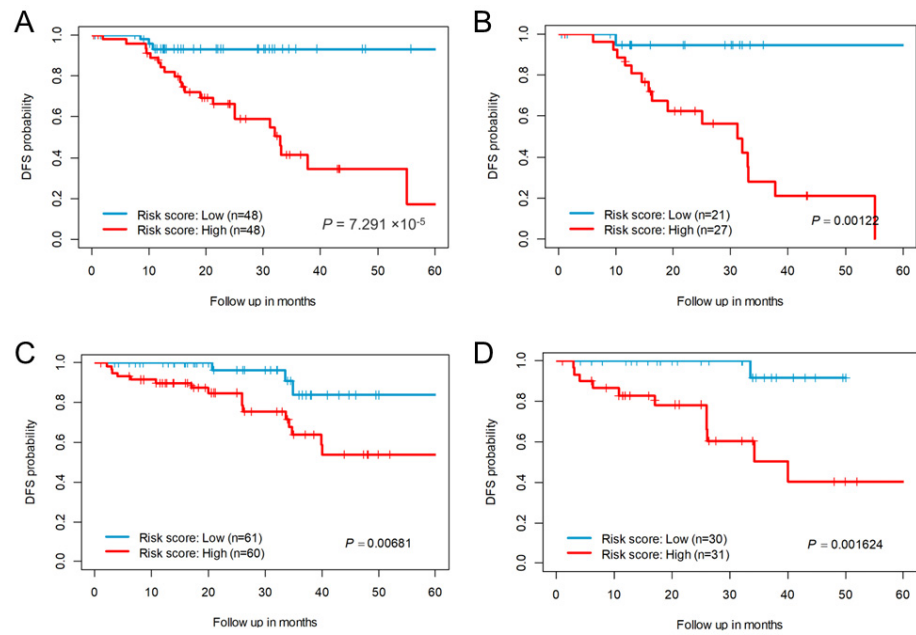 A
DFS probability
1.0
0.8
0.6
0.4
0.2
0.0
Risk score: Low (n=48)
Risk score: High (n=48)
P = 7.291 ×10⁻⁵
0 10 20 30 40 50 60
Follow up in months
B
DFS probability
1.0
0.8
0.6
0.4
0.2
0.0
Risk score: Low (n=21)
Risk score: High (n=27)
P = 0.00122
0 10 20 30 40 50 60
Follow up in months
C
DFS probability
1.0
0.8
0.6
0.4
0.2
0.0
Risk score: Low (n=61)
Risk score: High (n=60)
P = 0.00681
0 10 20 30 40 50 60
Follow up in months
D
DFS probability
1.0
0.8
0.6
0.4
0.2
0.0
Risk score: Low (n=30)
Risk score: High (n=31)
P = 0.001624
0 10 20 30 40 50 60
Follow up in months